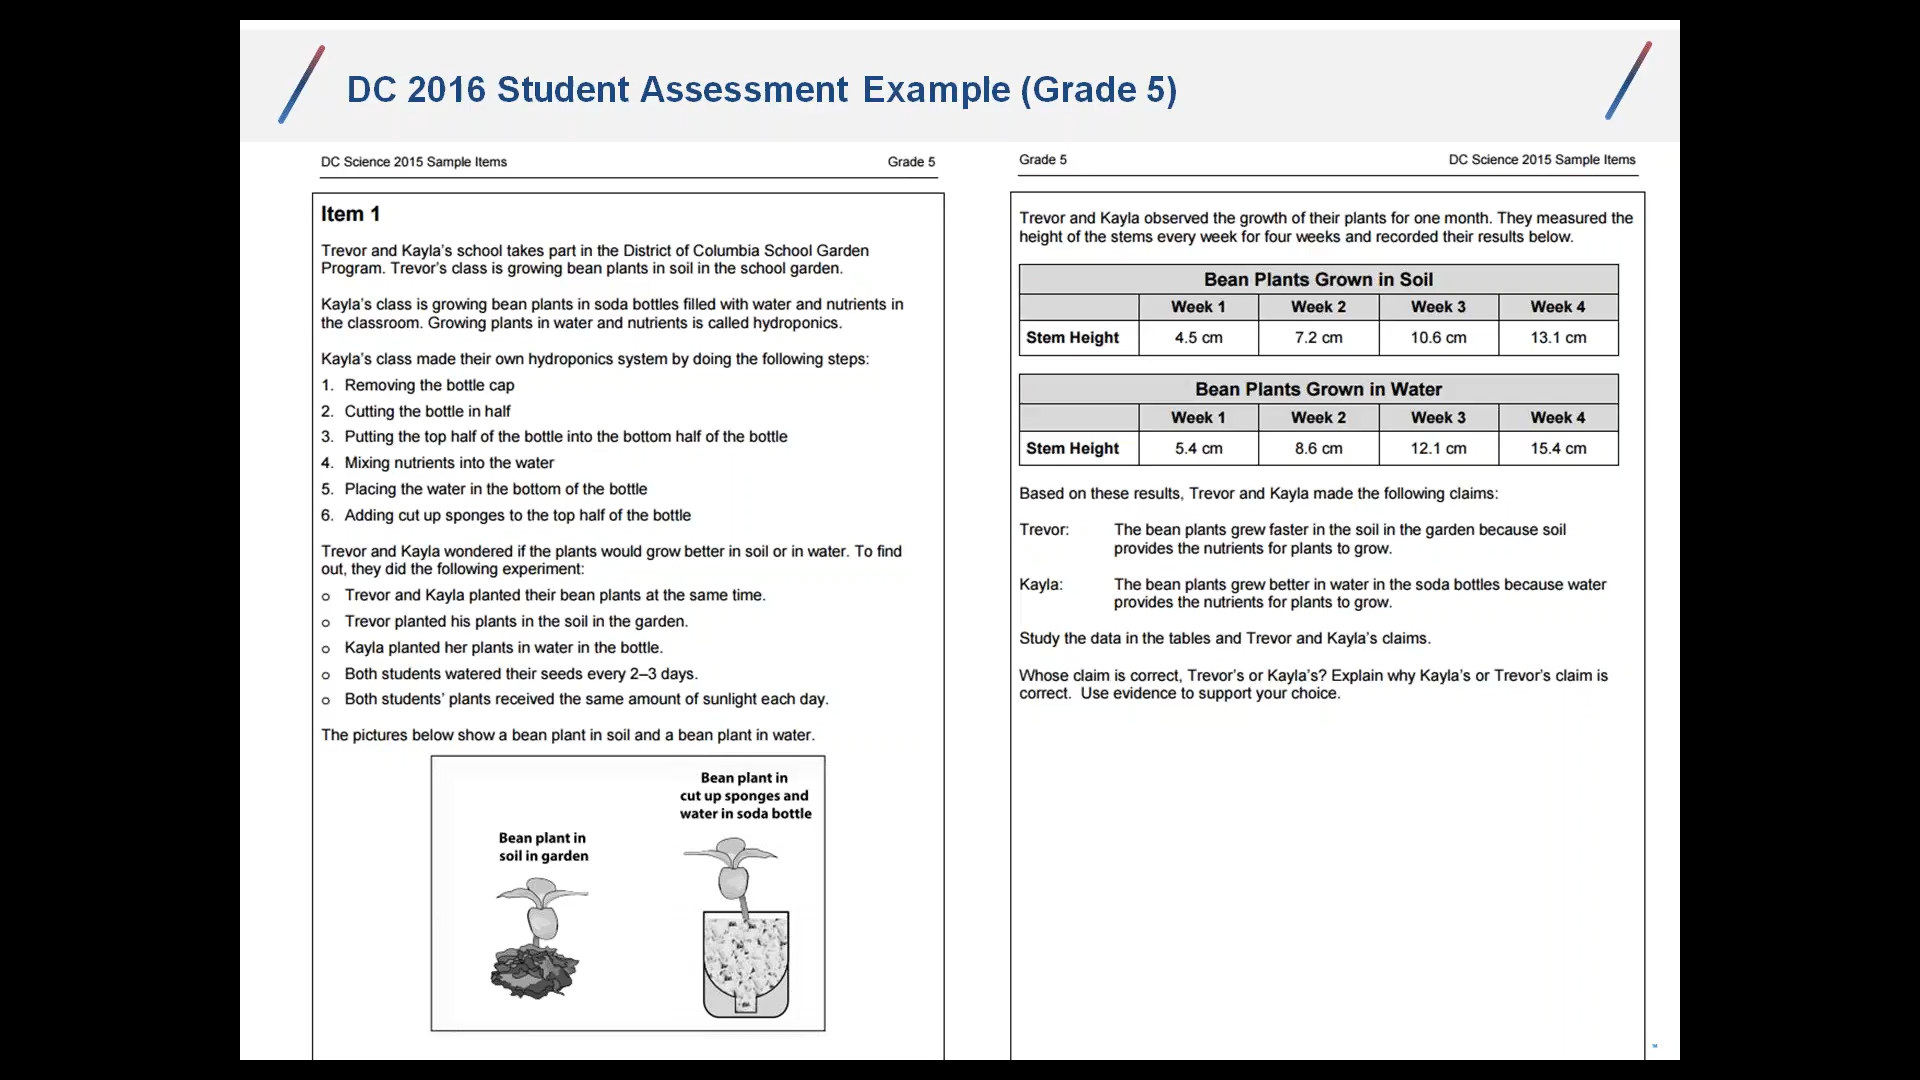 DC 2016 Student Assessment Example (Grade 5)
DC Science 2015 Sample Items Grade 5
Item 1
Trevor and Kayla's school takes part in the District of Columbia School Garden
Program. Trevor's class is growing bean plants in soil in the school garden.
Kayla's class is growing bean plants in soda bottles filled with water and nutrients in
the classroom. Growing plants in water and nutrients is called hydroponics.
Kayla's class made their own hydroponics system by doing the following steps:
1. Removing the bottle cap
2. Cutting the bottle in half
3. Putting the top half of the bottle into the bottom half of the bottle
4. Mixing nutrients into the water
5. Placing the water in the bottom of the bottle
6. Adding cut up sponges to the top half of the bottle
Trevor and Kayla wondered if the plants would grow better in soil or in water. To find
out, they did the following experiment:
o Trevor and Kayla planted their bean plants at the same time.
o Trevor planted his plants in the soil in the garden.
o Kayla planted her plants in water in the bottle.
o Both students watered their seeds every 2–3 days.
o Both students' plants received the same amount of sunlight each day.
The pictures below show a bean plant in soil and a bean plant in water.
Bean plant in
soil in garden
Bean plant in
cut up sponges and
water in soda bottle
Grade 5 DC Science 2015 Sample Items
Trevor and Kayla observed the growth of their plants for one month. They measured the
height of the stems every week for four weeks and recorded their results below.
Bean Plants Grown in Soil
Week 1 Week 2 Week 3 Week 4
Stem Height 4.5 cm 7.2 cm 10.6 cm 13.1 cm
Bean Plants Grown in Water
Week 1 Week 2 Week 3 Week 4
Stem Height 5.4 cm 8.6 cm 12.1 cm 15.4 cm
Based on these results, Trevor and Kayla made the following claims:
Trevor: The bean plants grew faster in the soil in the garden because soil
provides the nutrients for plants to grow.
Kayla: The bean plants grew better in water in the soda bottles because water
provides the nutrients for plants to grow.
Study the data in the tables and Trevor and Kayla's claims.
Whose claim is correct, Trevor's or Kayla's? Explain why Kayla's or Trevor's claim is
correct. Use evidence to support your choice.